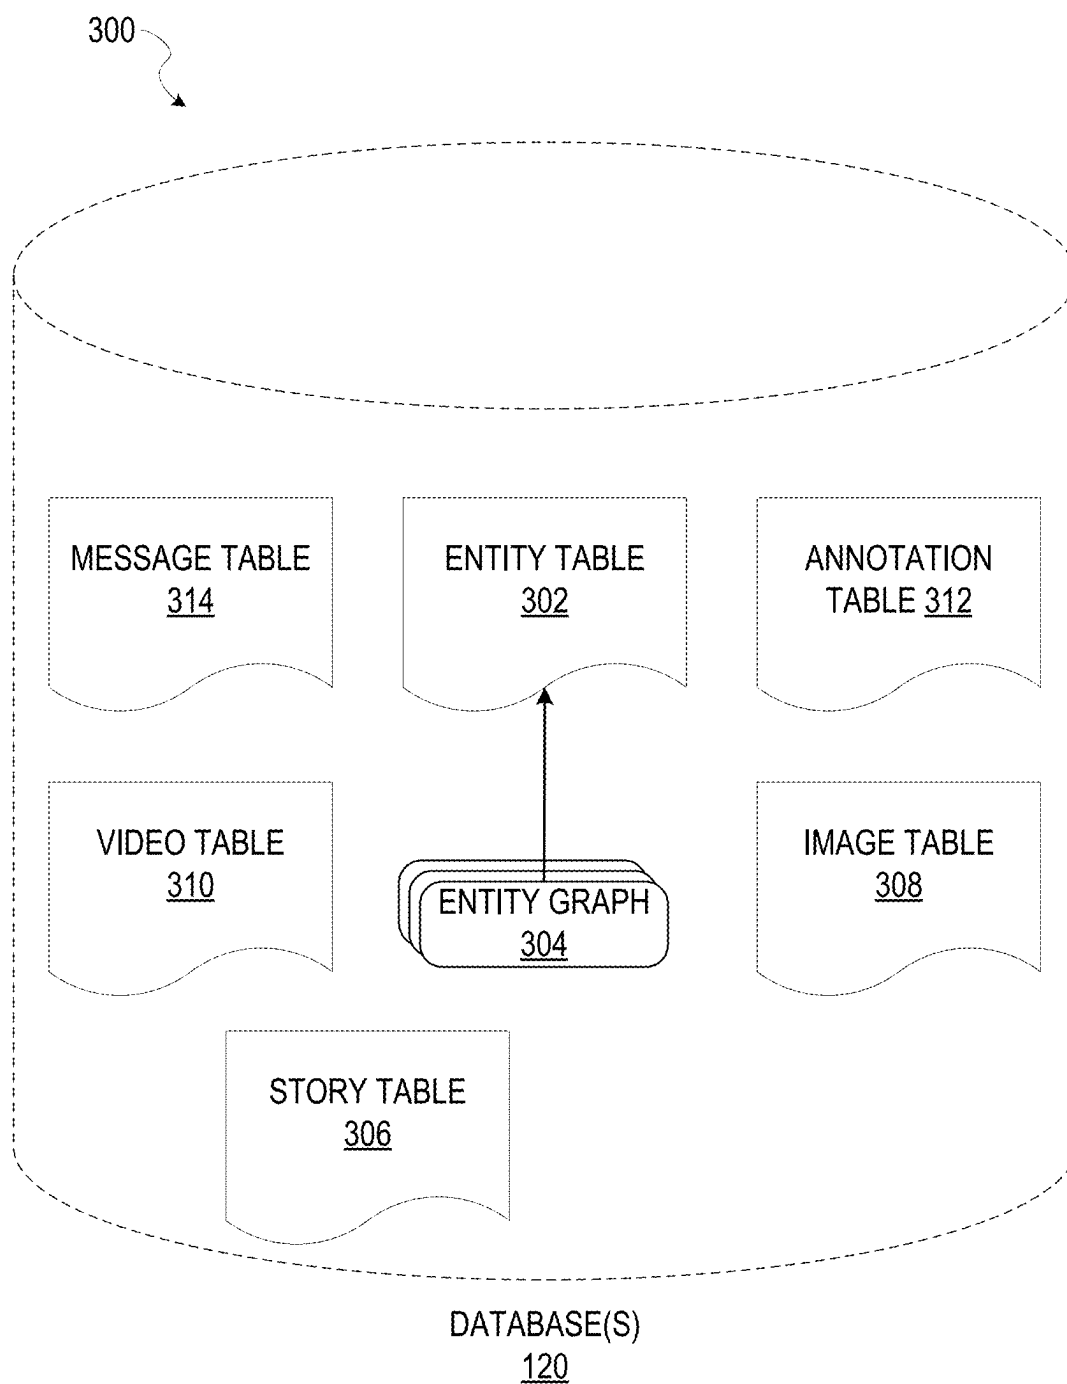 300
MESSAGE TABLE
314
ENTITY TABLE
302
ANNOTATION
TABLE 312
VIDEO TABLE
310
ENTITY GRAPH
304
IMAGE TABLE
308
STORY TABLE
306
DATABASE(S)
120